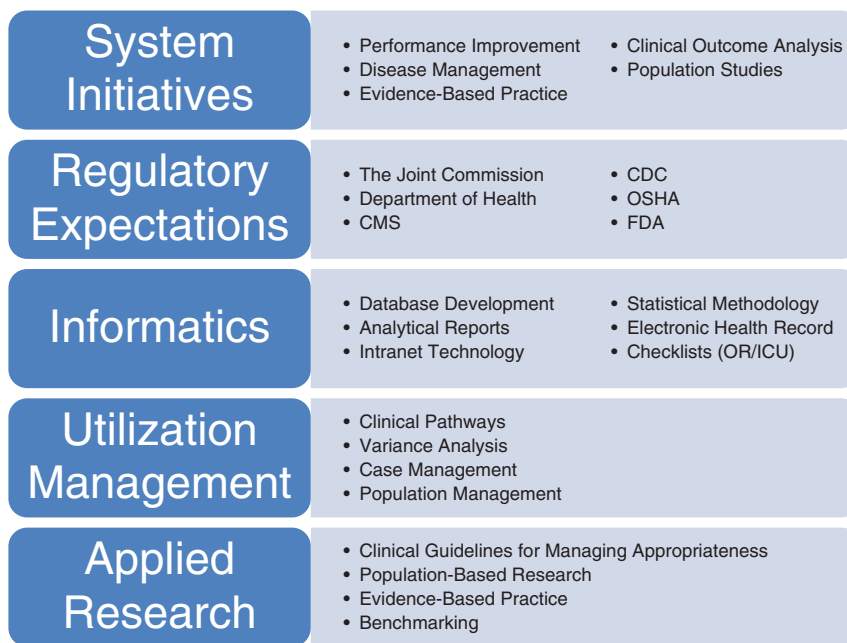 System
Initiatives
• Performance Improvement
• Disease Management
• Evidence-Based Practice
• Clinical Outcome Analysis
• Population Studies
Regulatory
Expectations
• The Joint Commission
• Department of Health
• CMS
• CDC
• OSHA
• FDA
Informatics
• Database Development
• Analytical Reports
• Intranet Technology
• Statistical Methodology
• Electronic Health Record
• Checklists (OR/ICU)
Utilization
Management
• Clinical Pathways
• Variance Analysis
• Case Management
• Population Management
Applied
Research
• Clinical Guidelines for Managing Appropriateness
• Population-Based Research
• Evidence-Based Practice
• Benchmarking